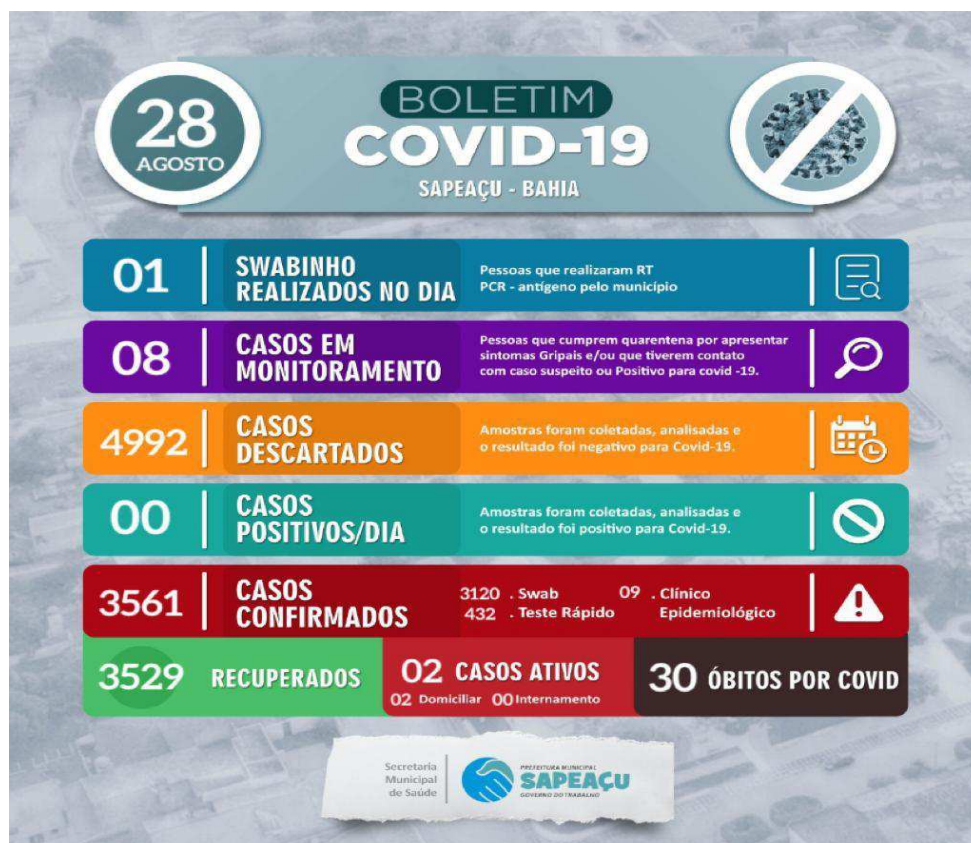 28
AGOSTO
BOLETIM
COVID-19
SAPEAÇU - BAHIA
01
SWABINHO
REALIZADOS NO DIA
Pessoas que realizaram RT
PCR - antígeno pelo município
08
CASOS EM
MONITORAMENTO
Pessoas que cumprem quarentena por apresentar
sintomas Gripais e/ou que tiverem contato
com caso suspeito ou Positivo para covid -19.
4992
CASOS
DESCARTADOS
Amostras foram coletadas, analisadas e
o resultado foi negativo para Covid-19.
00
CASOS
POSITIVOS/DIA
Amostras foram coletadas, analisadas e
o resultado foi positivo para Covid-19.
3561
CASOS
CONFIRMADOS
3120 . Swab
432 . Teste Rápido
09 . Clínico
Epidemiológico
3529 RECUPERADOS
02 CASOS ATIVOS
02 Domiciliar 00 Internamento
30 ÓBITOS POR COVID
Secretaria
Municipal
de Saúde
PREFEITURA MUNICIPAL
SAPEAÇU
GOVERNO DO TRABALHO